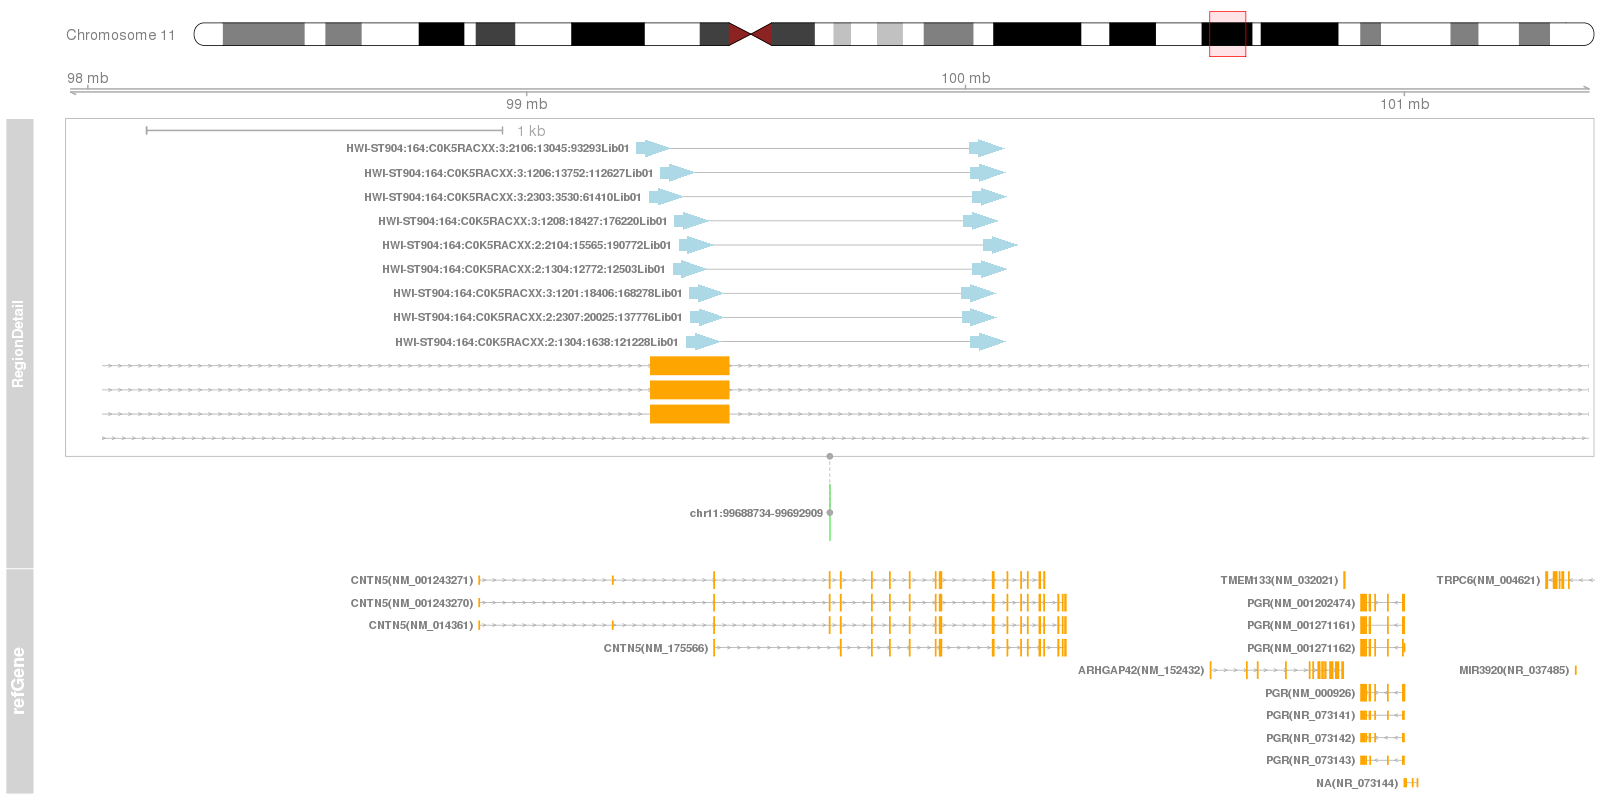 Chromosome 11
98 mb
100 mb
99 mb
101 mb
RegionDetail
1 kb
HWI-ST904:164:C0K5RACXX:3:2106:13045:93293Lib01
HWI-ST904:164:C0K5RACXX:3:1206:13752:112627Lib01
HWI-ST904:164:C0K5RACXX:3:2303:3530:61410Lib01
HWI-ST904:164:C0K5RACXX:3:1208:18427:176220Lib01
HWI-ST904:164:C0K5RACXX:2:2104:15565:190772Lib01
HWI-ST904:164:C0K5RACXX:2:1304:12772:12503Lib01
HWI-ST904:164:C0K5RACXX:3:1201:18406:168278Lib01
HWI-ST904:164:C0K5RACXX:2:2307:20025:137776Lib01
HWI-ST904:164:C0K5RACXX:2:1304:1638:121228Lib01
chr11:99688734-99692909
refGene
CNTN5(NM_001243271) TMEM133(NM_032021) TRPC6(NM_004621)
CNTN5(NM_001243270) PGR(NM_001202474)
CNTN5(NM_014361) PGR(NM_001271161)
CNTN5(NM_175566) PGR(NM_001271162)
ARHGAP42(NM_152432) MIR3920(NR_037485)
PGR(NM_000926)
PGR(NR_073141)
PGR(NR_073142)
PGR(NR_073143)
NA(NR_073144)